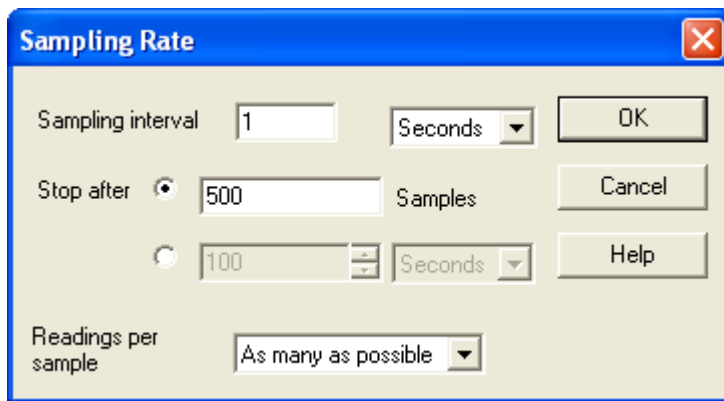 Sampling Rate
Sampling interval 1 Seconds OK
Stop after 500 Samples Cancel
100 Seconds Help
Readings per
sample As many as possible